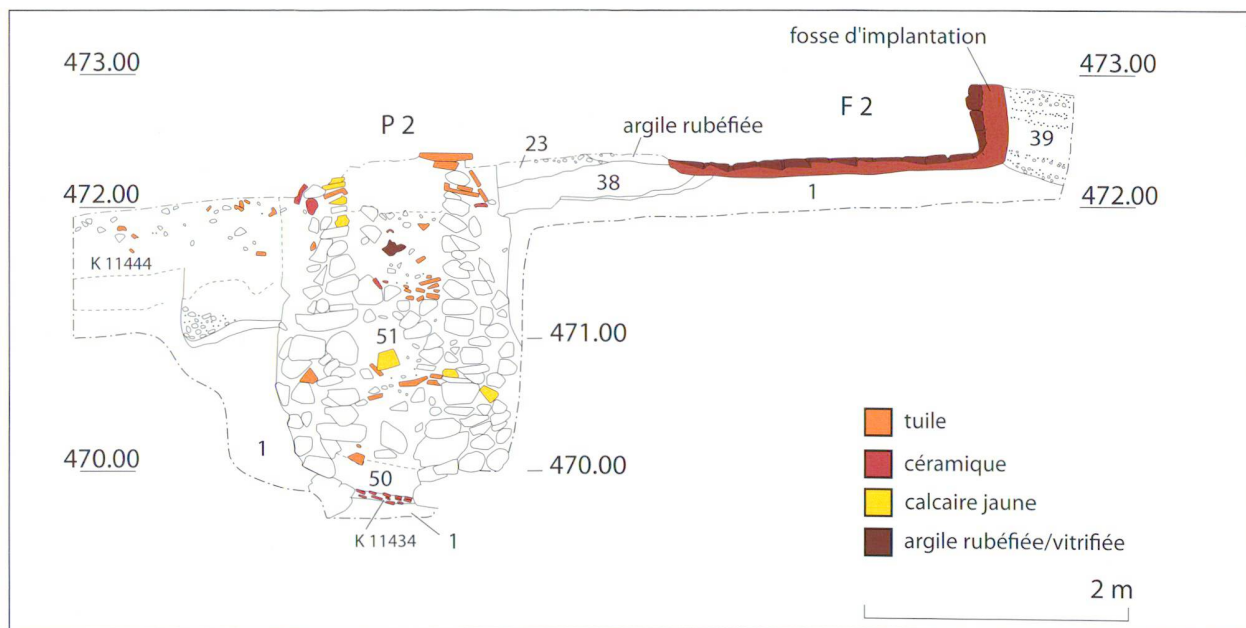 fosse d'implantation
473.00
473.00
P 2
F 2
argile rubéfiée
23
39
38
472.00
1
472.00
K 11444
51
471.00
1
470.00
470.00
50
K 11434
1
tuile
céramique
calcaire jaune
argile rubéfiée/vitrifiée
2 m